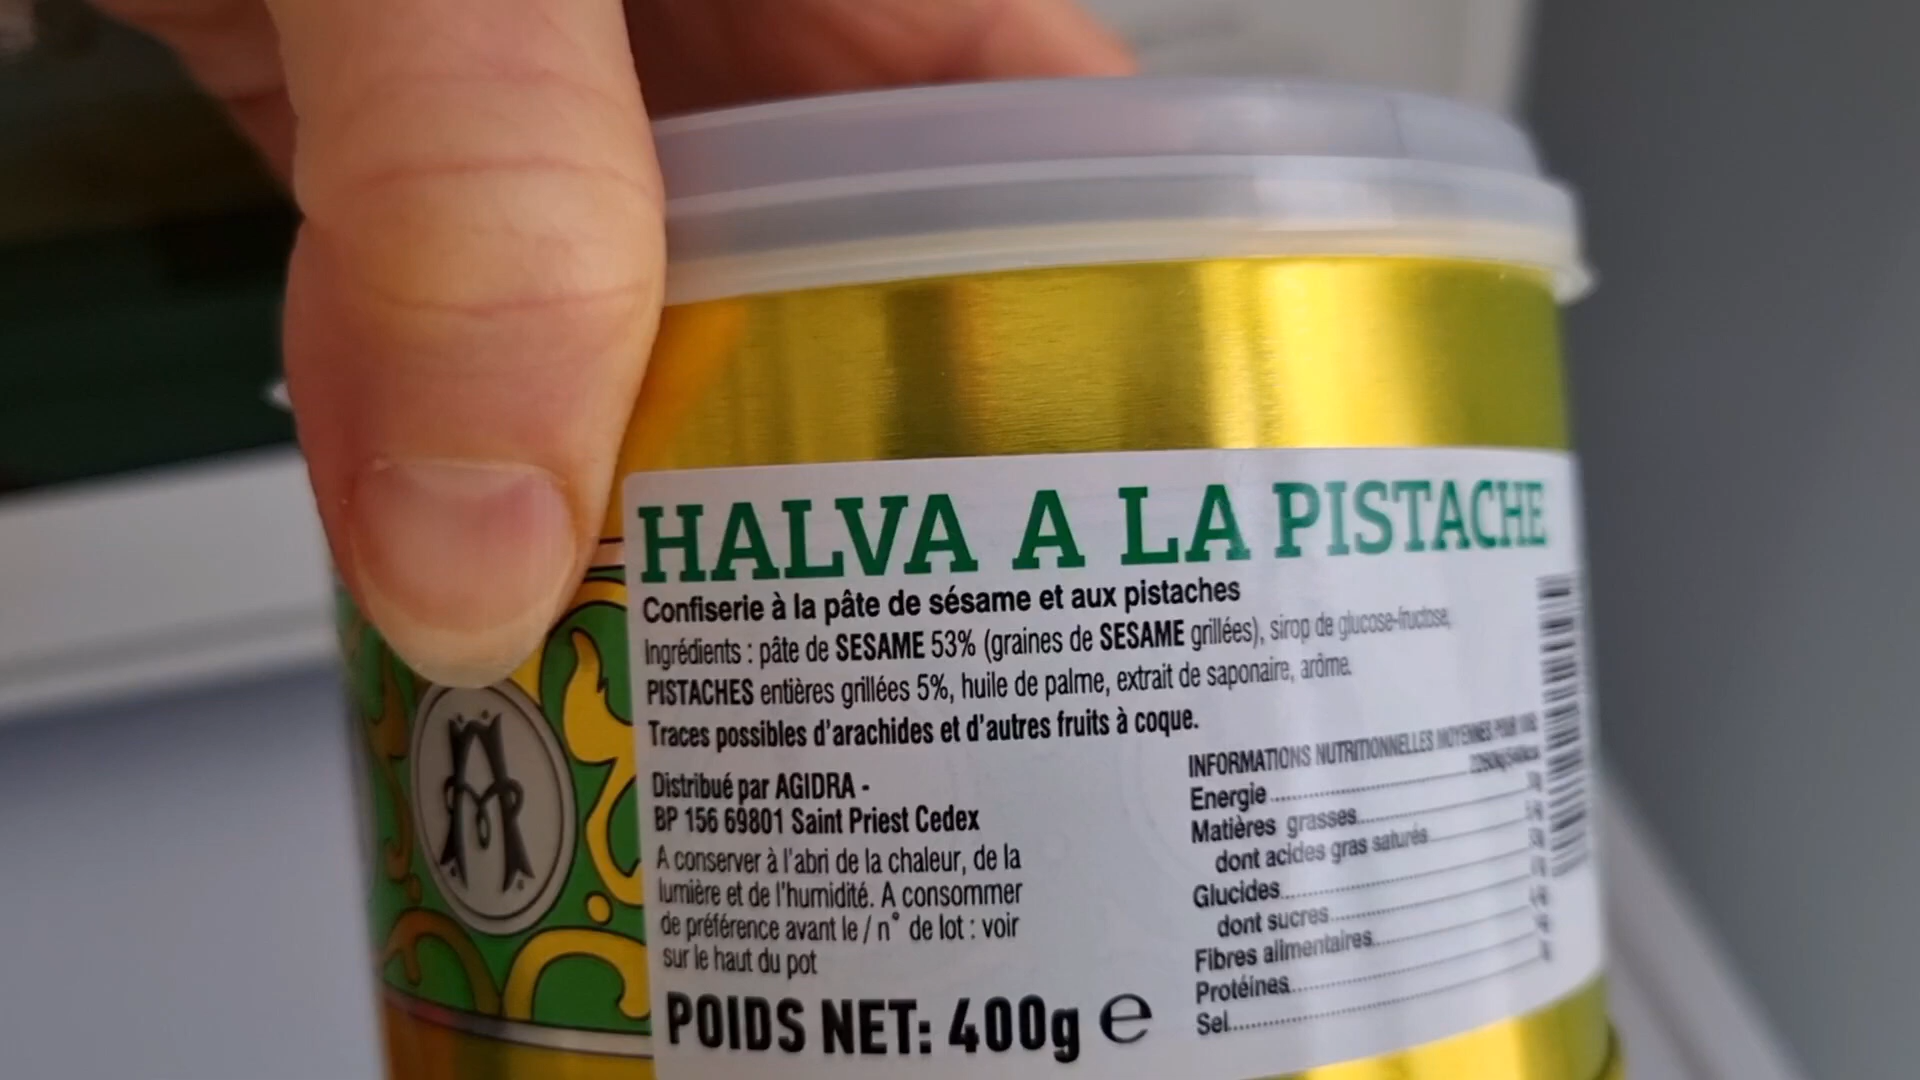 HALVA A LA PISTACHE
Confiserie à la pâte de sésame et aux pistaches
Ingrédients : pâte de SESAME 53% (graines de SESAME grillées), sirop de glucose-fructose,
PISTACHES entières grillées 5%, huile de palme, extrait de saponaire, arôme.
Traces possibles d'arachides et d'autres fruits à coque.
Distribué par AGIDRA -
BP 156 69801 Saint Priest Cedex
A conserver à l'abri de la chaleur, de la
lumière et de l'humidité. A consommer
de préférence avant le / n° de lot : voir
sur le haut du pot
POIDS NET: 400g e
INFORMATIONS NUTRITIONNELLES MOYENNES POUR
Energie
Matières grasses
dont acides gras saturés
Glucides
dont sucres
Fibres alimentaires
Protéines
Sel